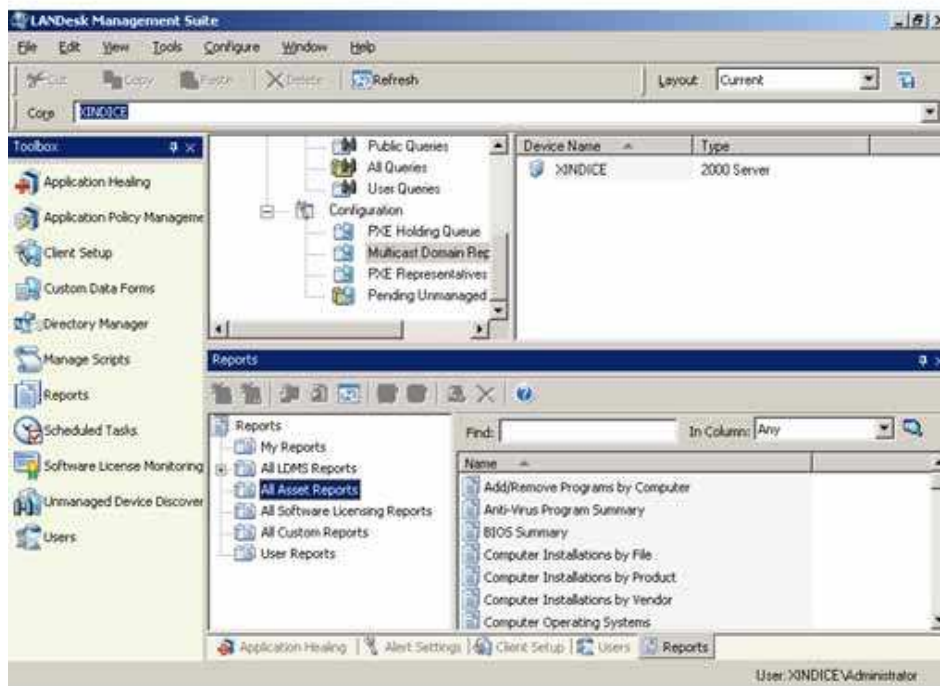 LANDesk Management Suite
File Edit View Tools Configure Window Help
Cut Copy Paste Delete Refresh Layout Current
Core XINDICE
Toolbox
Application Healing
Application Policy Manageme
Client Setup
Custom Data Forms
Directory Manager
Manage Scripts
Reports
Scheduled Tasks
Software License Monitoring
Unmanaged Device Discover
Users
Public Queries
All Queries
User Queries
Configuration
PXE Holding Queue
Multicast Domain Rep
PXE Representatives
Pending Unmanaged
Device Name Type
XINDICE 2000 Server
Reports
Reports
My Reports
All LDMS Reports
All Asset Reports
All Software Licensing Reports
All Custom Reports
User Reports
Find: In Column: Any
Name
Add/Remove Programs by Computer
Anti-Virus Program Summary
BIOS Summary
Computer Installations by File
Computer Installations by Product
Computer Installations by Vendor
Computer Operating Systems
Application Healing Alert Settings Client Setup Users Reports
User: XINDICE\Administrator